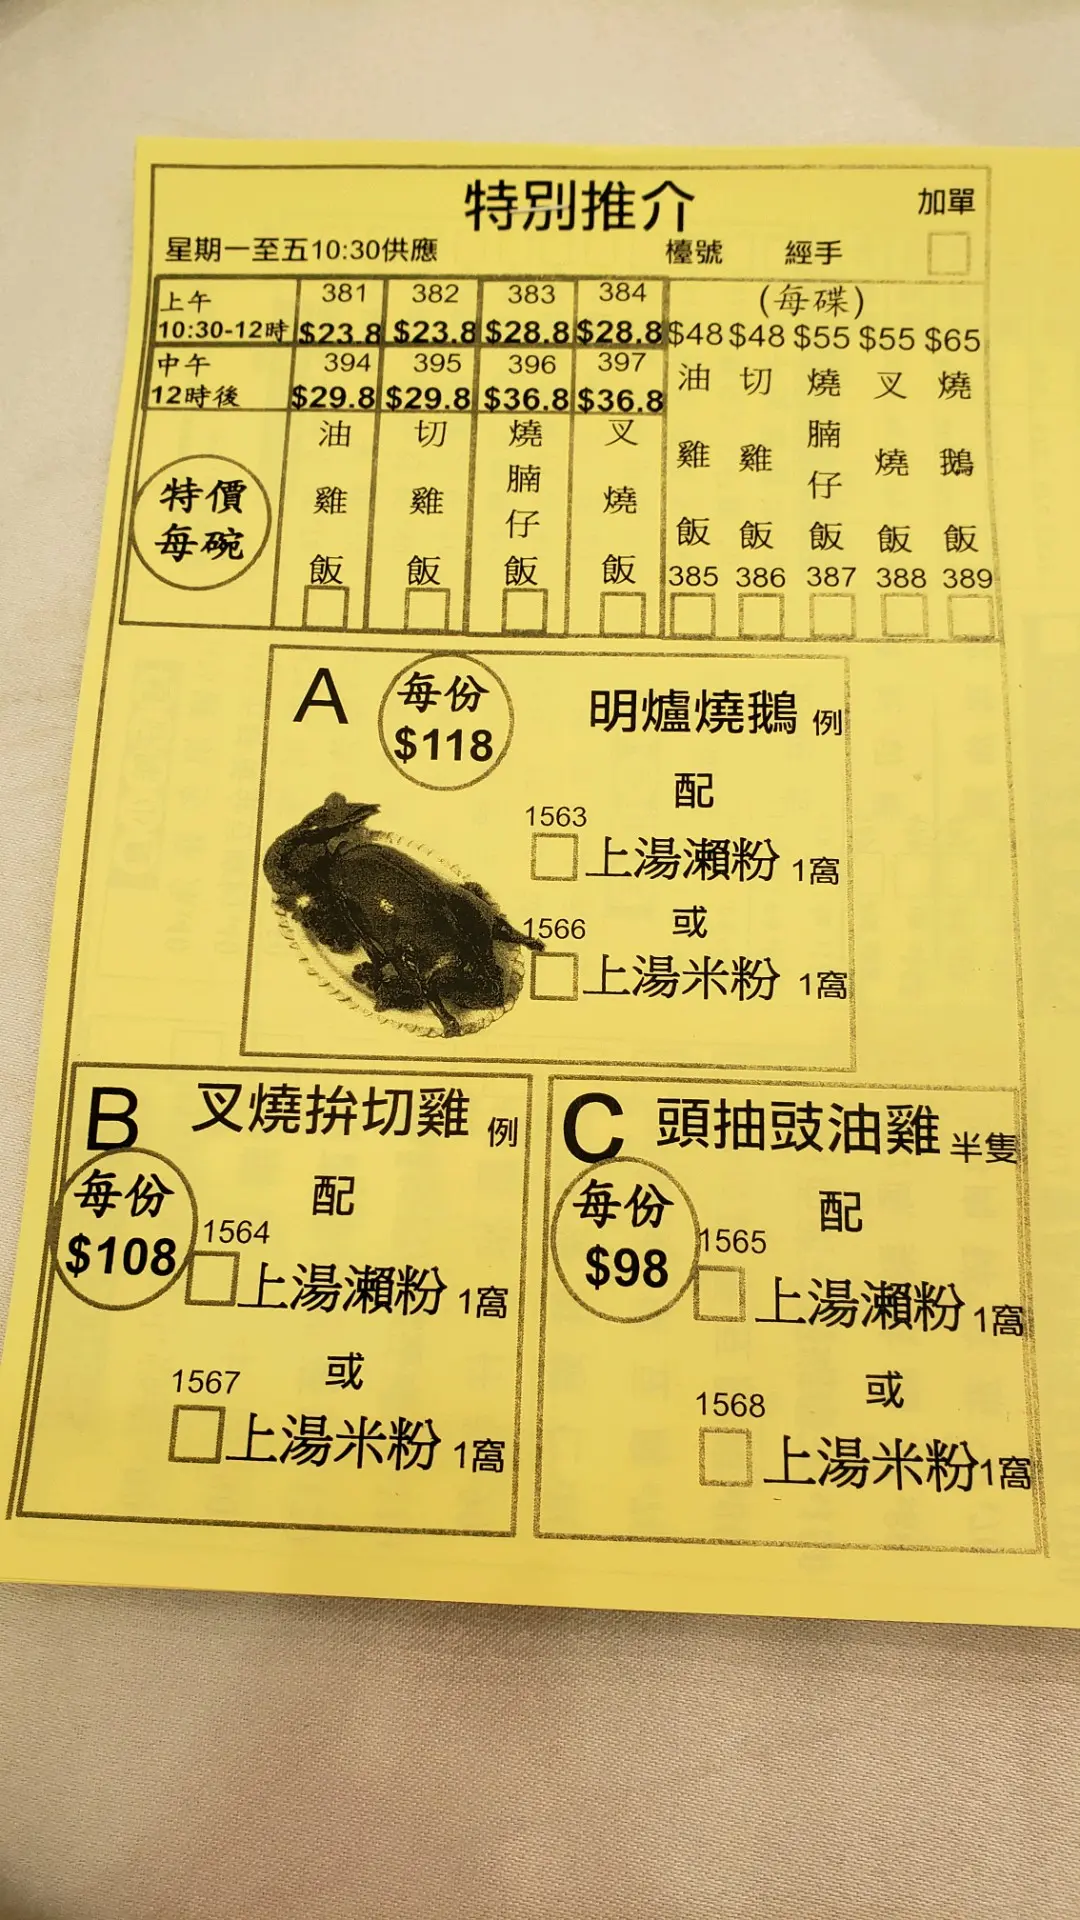 特別推介
加單
星期一至五10:30供應 檯號 經手
上午 381 382 383 384 (每碟)
10:30-12時 $23.8 $23.8 $28.8 $28.8 $48 $48 $55 $55 $65
中午 394 395 396 397
12時後 $29.8 $29.8 $36.8 $36.8
特價
每碗
油雞飯
切雞飯
燒腩仔飯
叉燒飯
油雞飯
切雞飯
燒腩仔飯
叉燒飯
燒鵝飯
385 386 387 388 389
A
每份
$118
明爐燒鵝 例
配
1563
上湯瀨粉 1窩
或
1566
上湯米粉 1窩
B
叉燒拚切雞 例
每份
$108
配
1564
上湯瀨粉 1窩
或
1567
上湯米粉 1窩
C
頭抽豉油雞 半隻
每份
$98
配
1565
上湯瀨粉 1窩
或
1568
上湯米粉 1窩